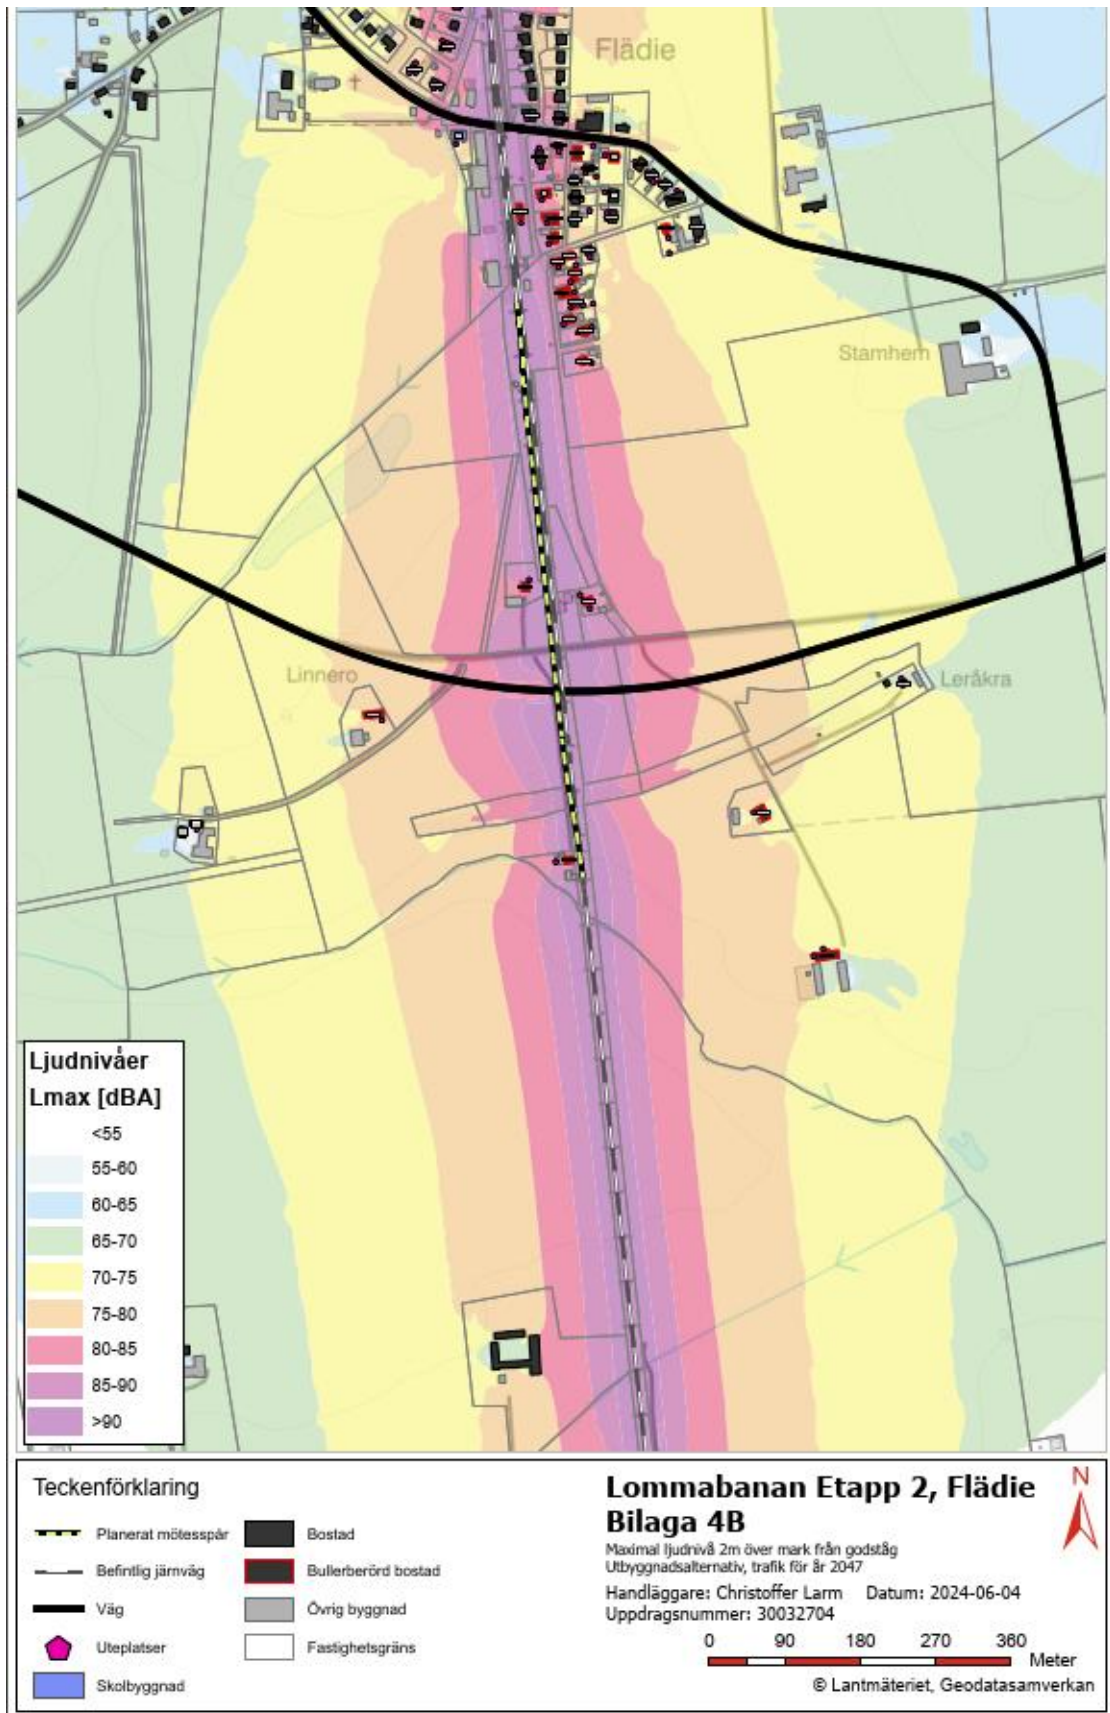 Flädie
Stamhem
Linnero
Leråkra
Ljudnivåer
Lmax [dBA]
<55
55-60
60-65
65-70
70-75
75-80
80-85
85-90
>90
Teckenförklaring
Planerat mötesspår
Befintlig järnväg
Väg
Uteplatser
Skolbyggnad
Bostad
Bullerberörd bostad
Övrig byggnad
Fastighetsgräns
Lommabanan Etapp 2, Flädie
Bilaga 4B
Maximal ljudnivå 2m över mark från godståg
Utbyggnadsalternativ, trafik för år 2047
Handläggare: Christoffer Larm Datum: 2024-06-04
Uppdragsnummer: 30032704
N
0 90 180 270 360
Meter
© Lantmäteriet, Geodatasamverkan